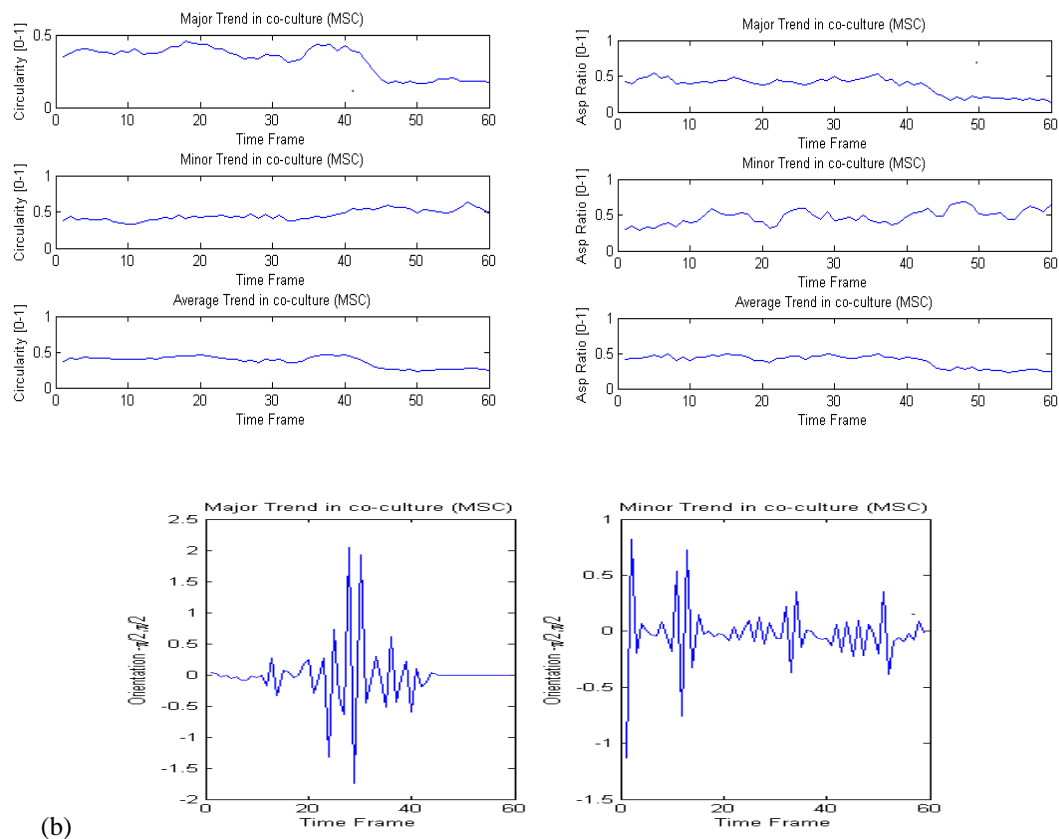 Major Trend in co-culture (MSC)
Circularity [0-1]
0.5
0
0 10 20 30 40 50 60
Time Frame
Minor Trend in co-culture (MSC)
Circularity [0-1]
1
0.5
0
0 10 20 30 40 50 60
Time Frame
Average Trend in co-culture (MSC)
Circularity [0-1]
1
0.5
0
0 10 20 30 40 50 60
Time Frame
Major Trend in co-culture (MSC)
Asp Ratio [0-1]
1
0.5
0
0 10 20 30 40 50 60
Time Frame
Minor Trend in co-culture (MSC)
Asp Ratio [0-1]
1
0.5
0
0 10 20 30 40 50 60
Time Frame
Average Trend in co-culture (MSC)
Asp Ratio [0-1]
1
0.5
0
0 10 20 30 40 50 60
Time Frame
Major Trend in co-culture (MSC)
Orientation -π/2,π/2
2.5
2
1.5
1
0.5
0
-0.5
-1
-1.5
-2
0 20 40 60
Time Frame
Minor Trend in co-culture (MSC)
Orientation -π/2,π/2
1
0.5
0
-0.5
-1
-1.5
0 20 40 60
Time Frame
(b)